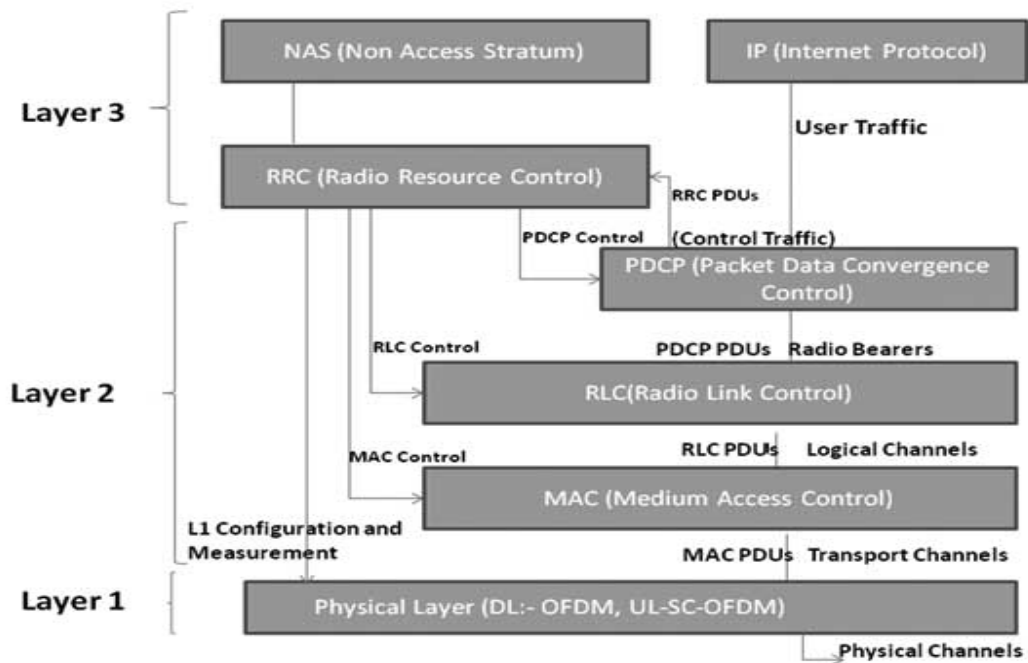 NAS (Non Access Stratum)
IP (Internet Protocol)
Layer 3
User Traffic
RRC (Radio Resource Control)
RRC PDUs
PDCP Control
(Control Traffic)
PDCP (Packet Data Convergence
Control)
RLC Control
PDCP PDUs Radio Bearers
Layer 2
RLC(Radio Link Control)
MAC Control
RLC PDUs Logical Channels
MAC (Medium Access Control)
L1 Configuration and
Measurement
MAC PDUs Transport Channels
Layer 1
Physical Layer (DL:- OFDM, UL-SC-OFDM)
Physical Channels